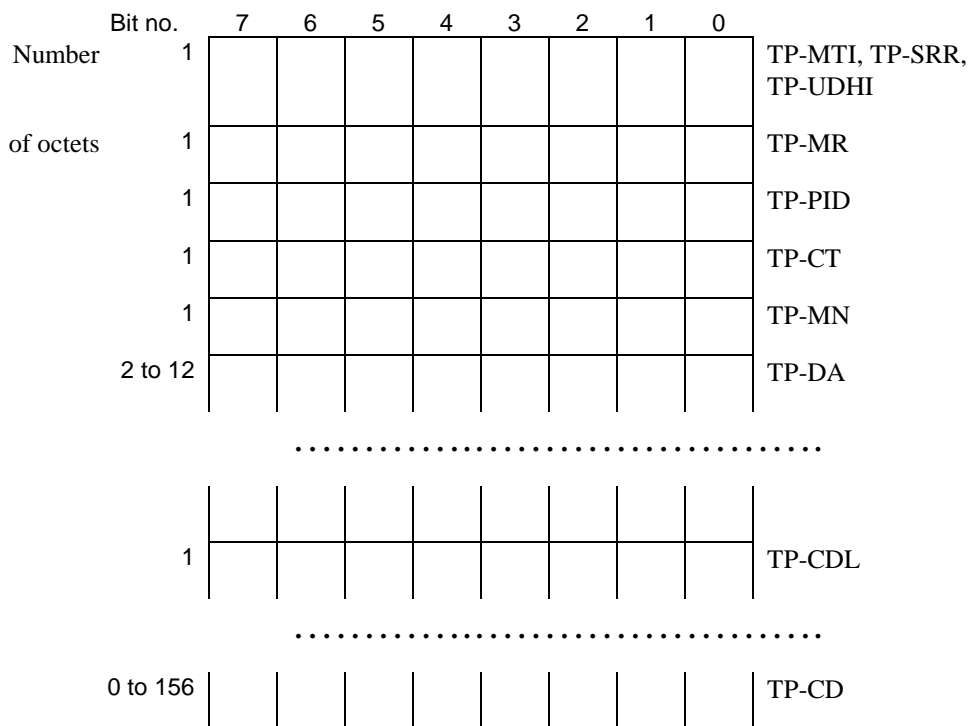 Bit no. 7 6 5 4 3 2 1 0
Number 1 TP-MTI, TP-SRR,
TP-UDHI
of octets 1 TP-MR
1 TP-PID
1 TP-CT
1 TP-MN
2 to 12 TP-DA
1 TP-CDL
0 to 156 TP-CD